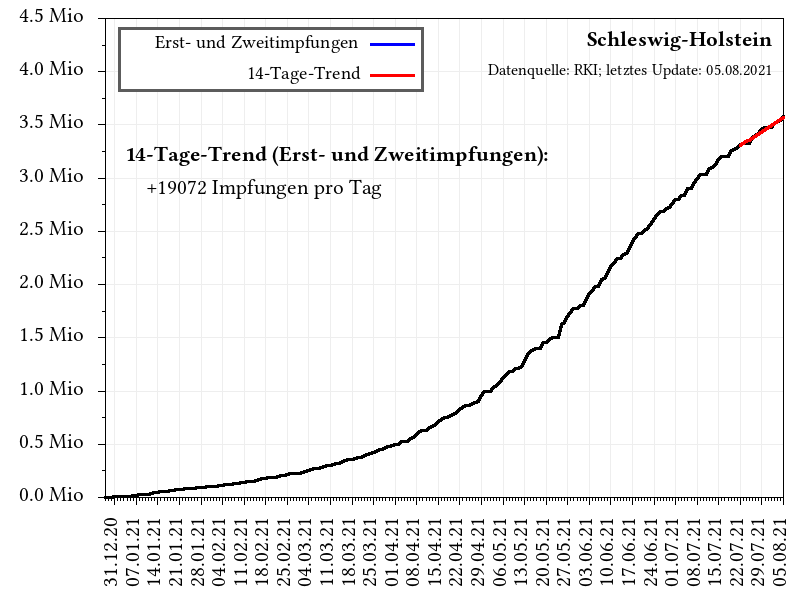 4.5 Mio
4.0 Mio
3.5 Mio
3.0 Mio
2.5 Mio
2.0 Mio
1.5 Mio
1.0 Mio
0.5 Mio
0.0 Mio
Erst- und Zweitimpfungen
14-Tage-Trend
Schleswig-Holstein
Datenquelle: RKI; letztes Update: 05.08.2021
14-Tage-Trend (Erst- und Zweitimpfungen):
+19072 Impfungen pro Tag
31.12.20
07.01.21
14.01.21
21.01.21
28.01.21
04.02.21
11.02.21
18.02.21
25.02.21
04.03.21
11.03.21
18.03.21
25.03.21
01.04.21
08.04.21
15.04.21
22.04.21
29.04.21
06.05.21
13.05.21
20.05.21
27.05.21
03.06.21
10.06.21
17.06.21
24.06.21
01.07.21
08.07.21
15.07.21
22.07.21
29.07.21
05.08.21